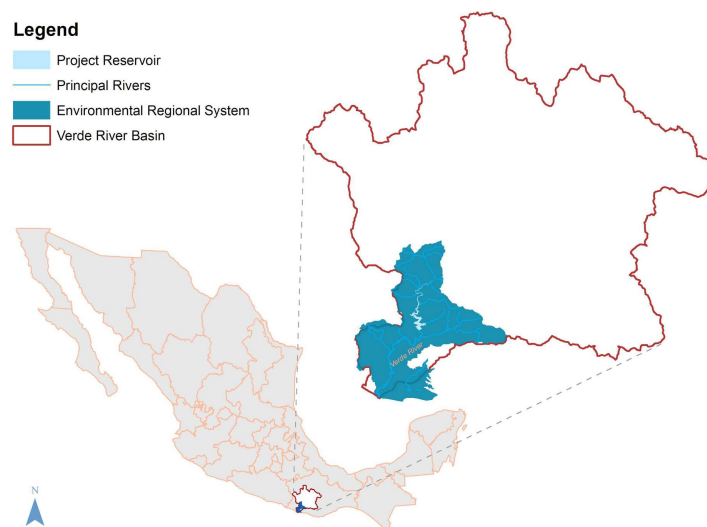 Legend
Project Reservoir
Principal Rivers
Environmental Regional System
Verde River Basin
Verde River
N